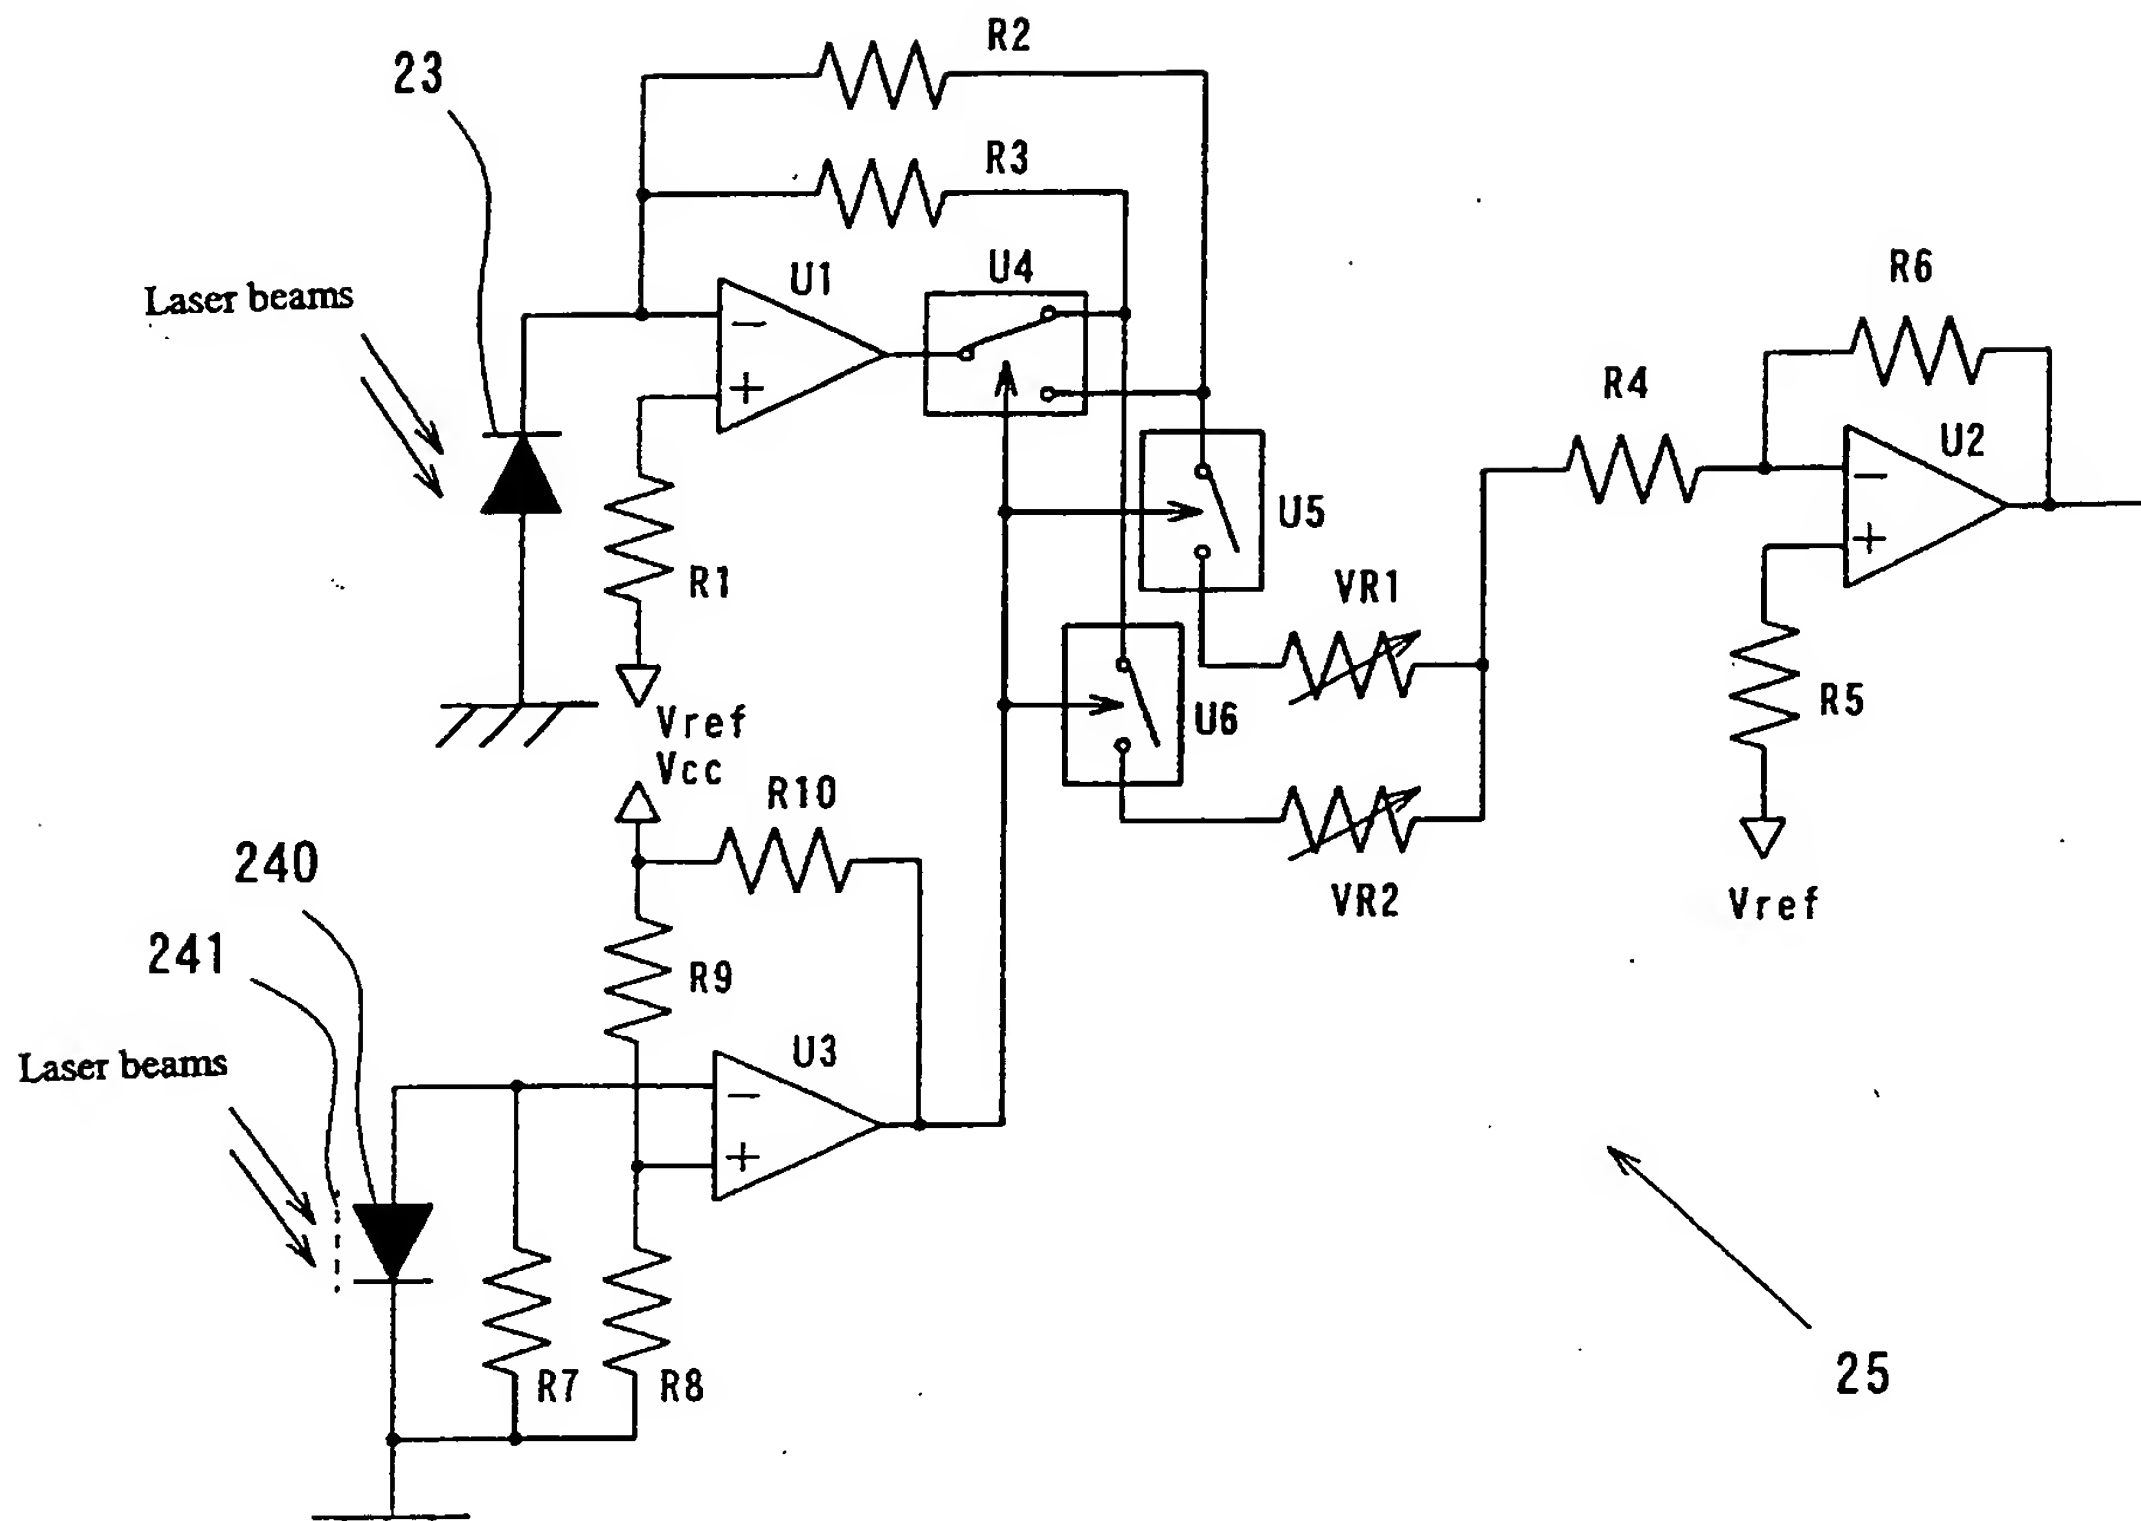 R2
23
R3
U4
U1
Laser beams
R6
R4
U2
−
+
−
+
U5
R1
VR1
R5
U6
Vref
Vcc
R10
240
VR2
Vref
241
R9
U3
Laser beams
−
+
R7
R8
25